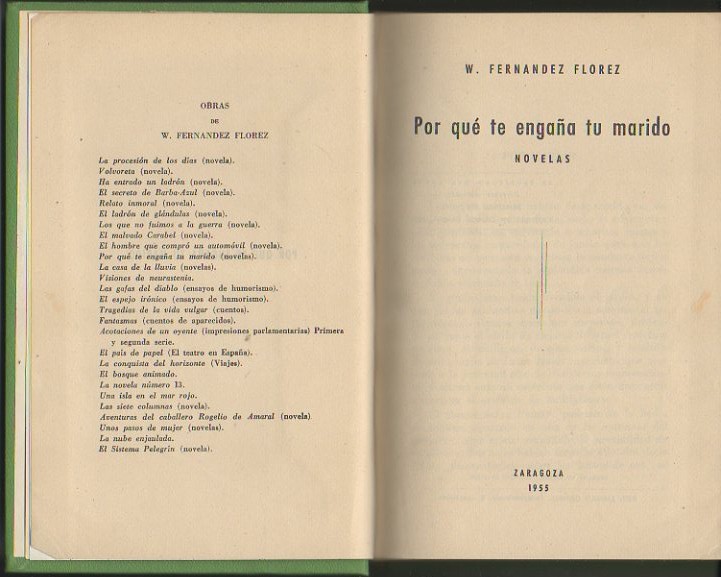 OBRAS
DE
W. FERNANDEZ FLOREZ
La procesión de los días (novela).
Volvoreta (novela).
Ha entrado un ladrón (novela).
El secreto de Barba-Azul (novela).
Relato inmoral (novela).
El ladrón de glándulas (novela).
Los que no fuimos a la guerra (novela).
El malvado Carabel (novela).
El hombre que compró un automóvil (novela).
Por qué te engaña tu marido (novelas).
La casa de la lluvia (novelas).
Visiones de neurastenia.
Las gafas del diablo (ensayos de humorismo).
El espejo irónico (ensayos de humorismo).
Tragedias de la vida vulgar (cuentos).
Fantasmas (cuentos de aparecidos).
Acotaciones de un oyente (impresiones parlamentarias) Primera
y segunda serie.
El país de papel (El teatro en España).
La conquista del horizonte (Viajes).
El bosque animado.
La novela número 13.
Una isla en el mar rojo.
Las siete columnas (novela).
Aventuras del caballero Rogelio de Amaral (novela)
Unos pasos de mujer (novelas).
La nube enjaulada.
El Sistema Pelegrín (novela).
W. FERNANDEZ FLOREZ
Por qué te engaña tu marido
NOVELAS
ZARAGOZA
1955